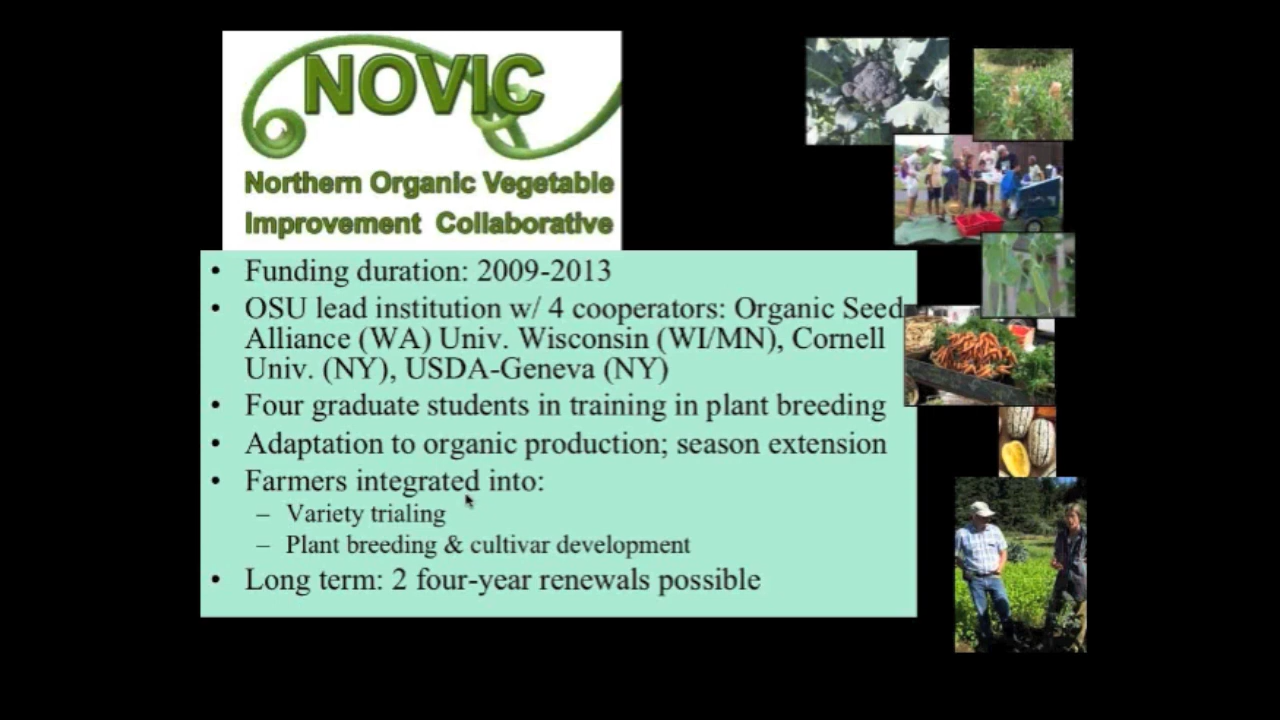 NOVIC
Northern Organic Vegetable
Improvement Collaborative
• Funding duration: 2009-2013
• OSU lead institution w/ 4 cooperators: Organic Seed
Alliance (WA) Univ. Wisconsin (WI/MN), Cornell
Univ. (NY), USDA-Geneva (NY)
• Four graduate students in training in plant breeding
• Adaptation to organic production; season extension
• Farmers integrated into:
– Variety trialing
– Plant breeding & cultivar development
• Long term: 2 four-year renewals possible